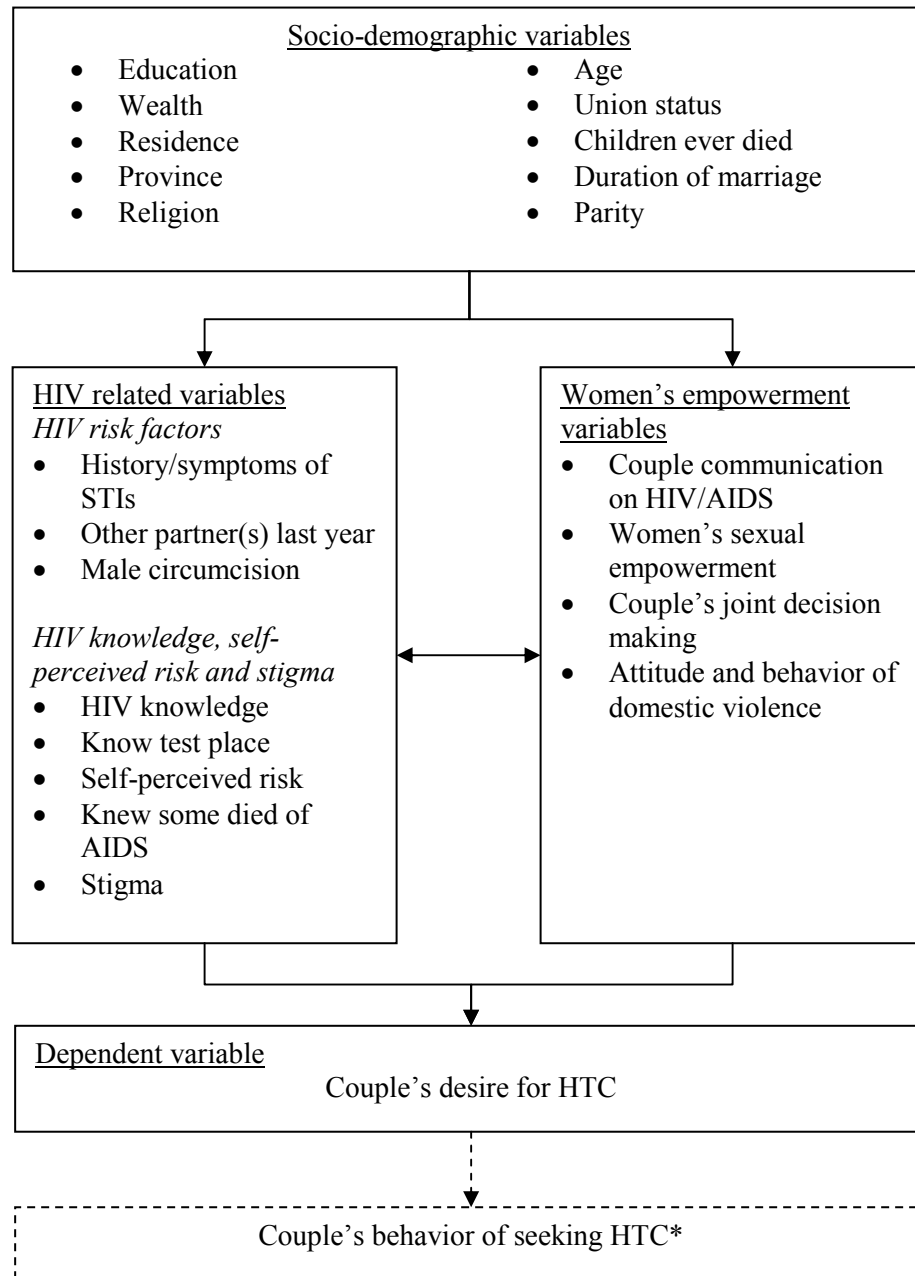 Socio-demographic variables
• Education
• Wealth
• Residence
• Province
• Religion
• Age
• Union status
• Children ever died
• Duration of marriage
• Parity
HIV related variables
HIV risk factors
• History/symptoms of
STIs
• Other partner(s) last year
• Male circumcision
HIV knowledge, self-
perceived risk and stigma
• HIV knowledge
• Know test place
• Self-perceived risk
• Knew some died of
AIDS
• Stigma
Women’s empowerment
variables
• Couple communication
on HIV/AIDS
• Women’s sexual
empowerment
• Couple’s joint decision
making
• Attitude and behavior of
domestic violence
Dependent variable
Couple’s desire for HTC
Couple’s behavior of seeking HTC*